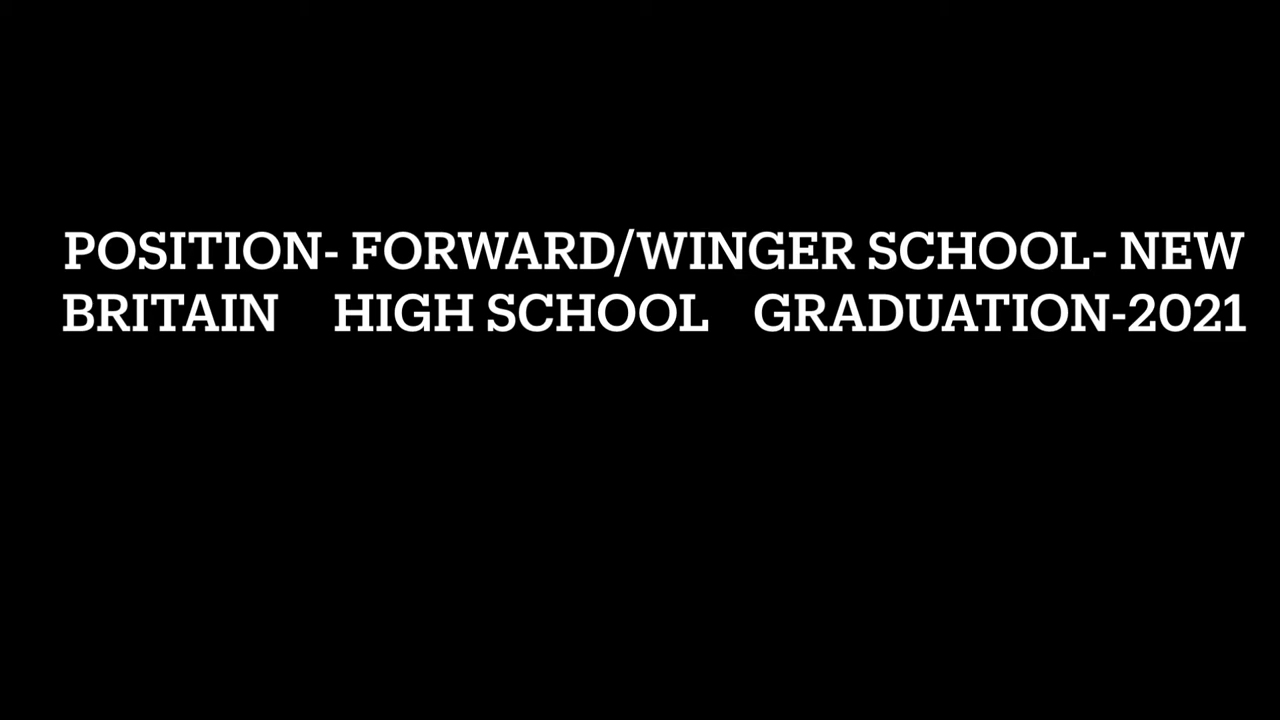 POSITION- FORWARD/WINGER SCHOOL- NEW
BRITAIN HIGH SCHOOL GRADUATION-2021